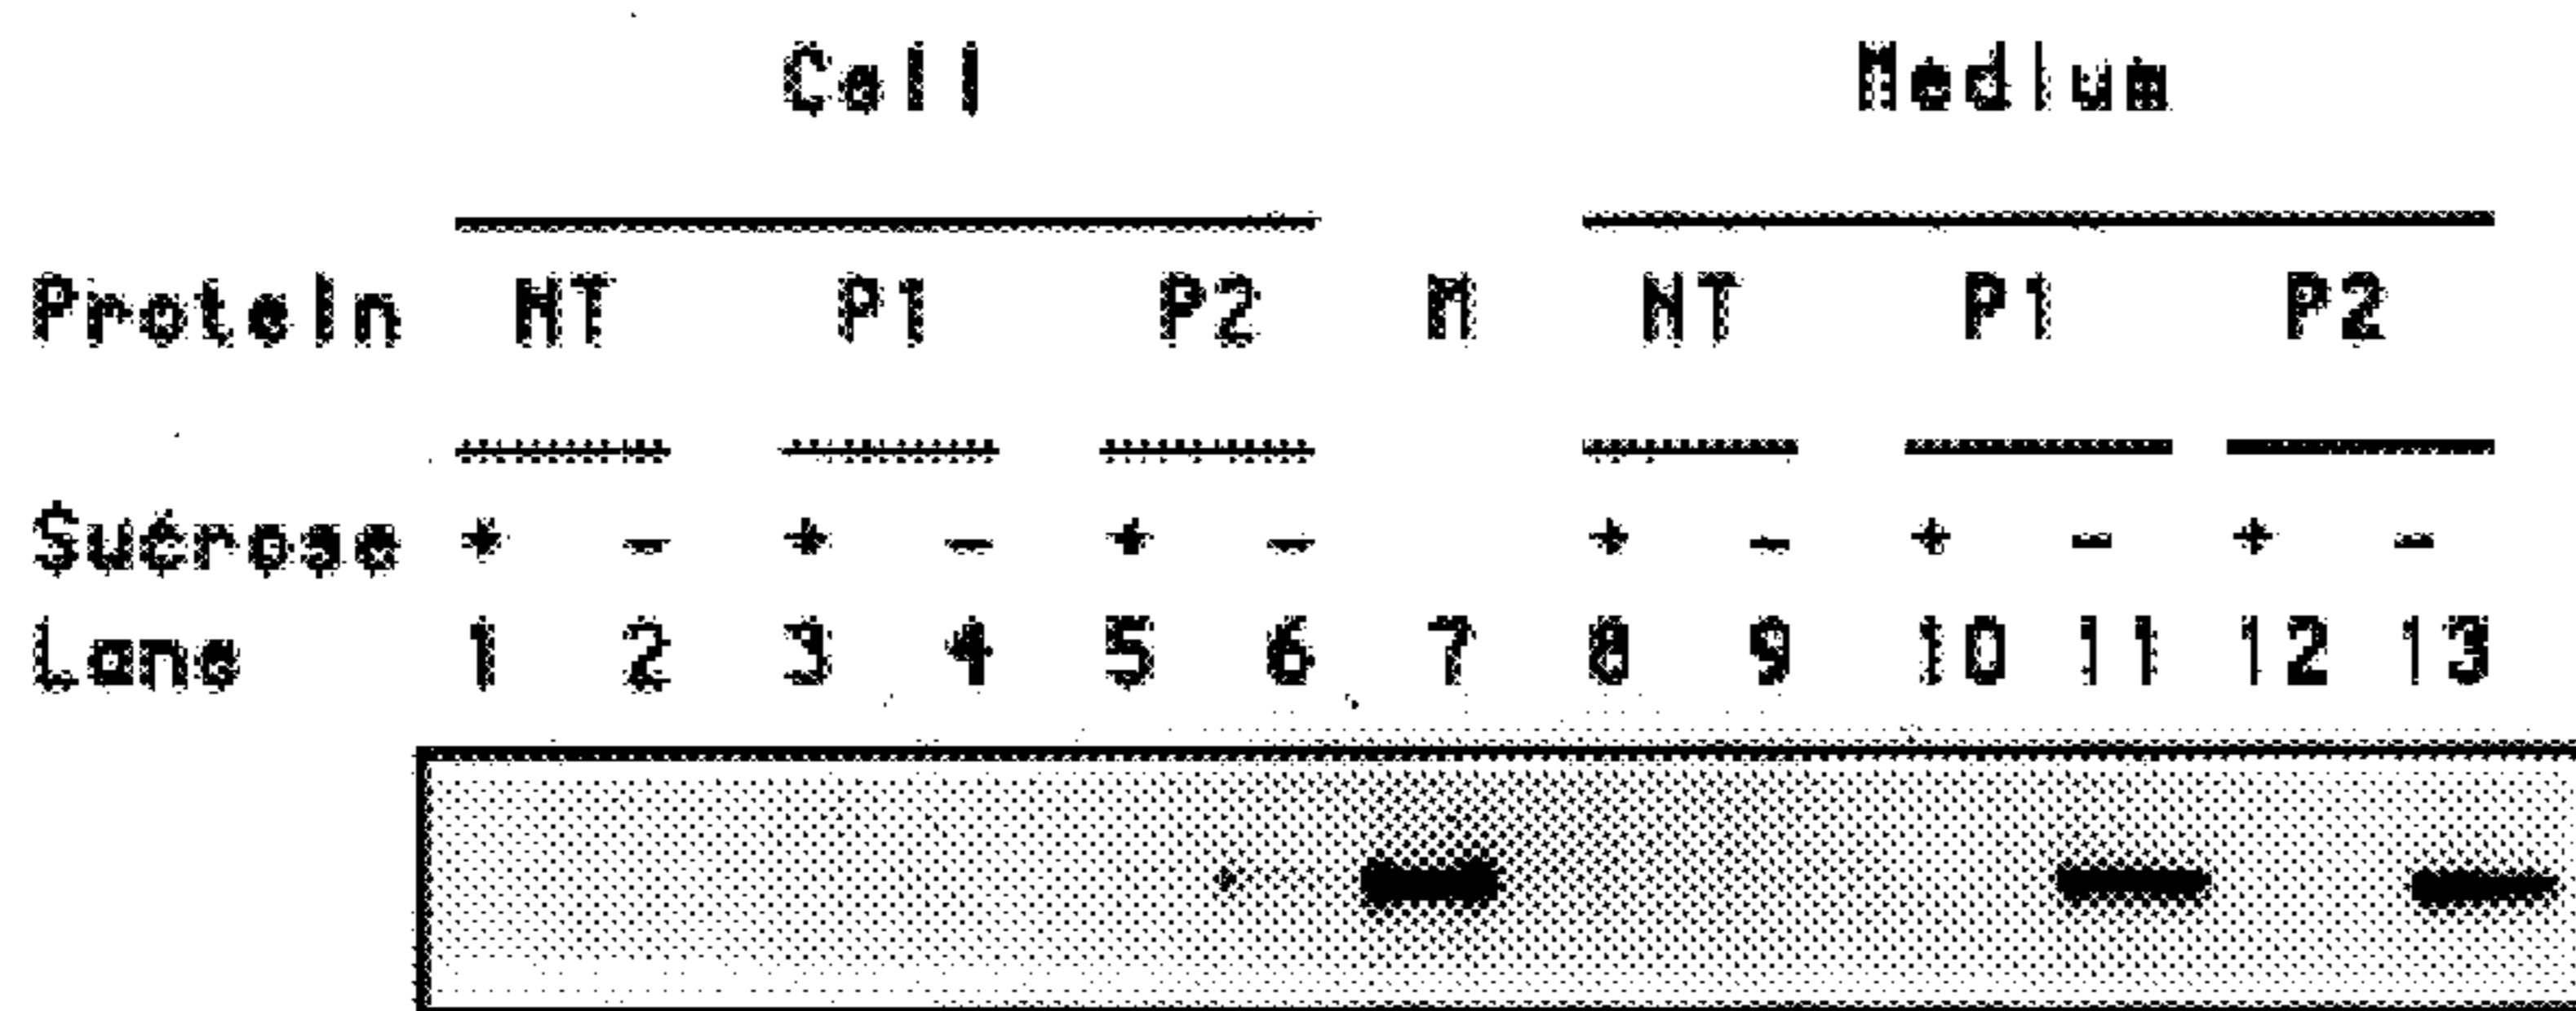 Cell Medium
Protein NT P1 P2 M NT P1 P2
Sucrose + - + - + - + - + - + -
Lane 1 2 3 4 5 6 7 8 9 10 11 12 13